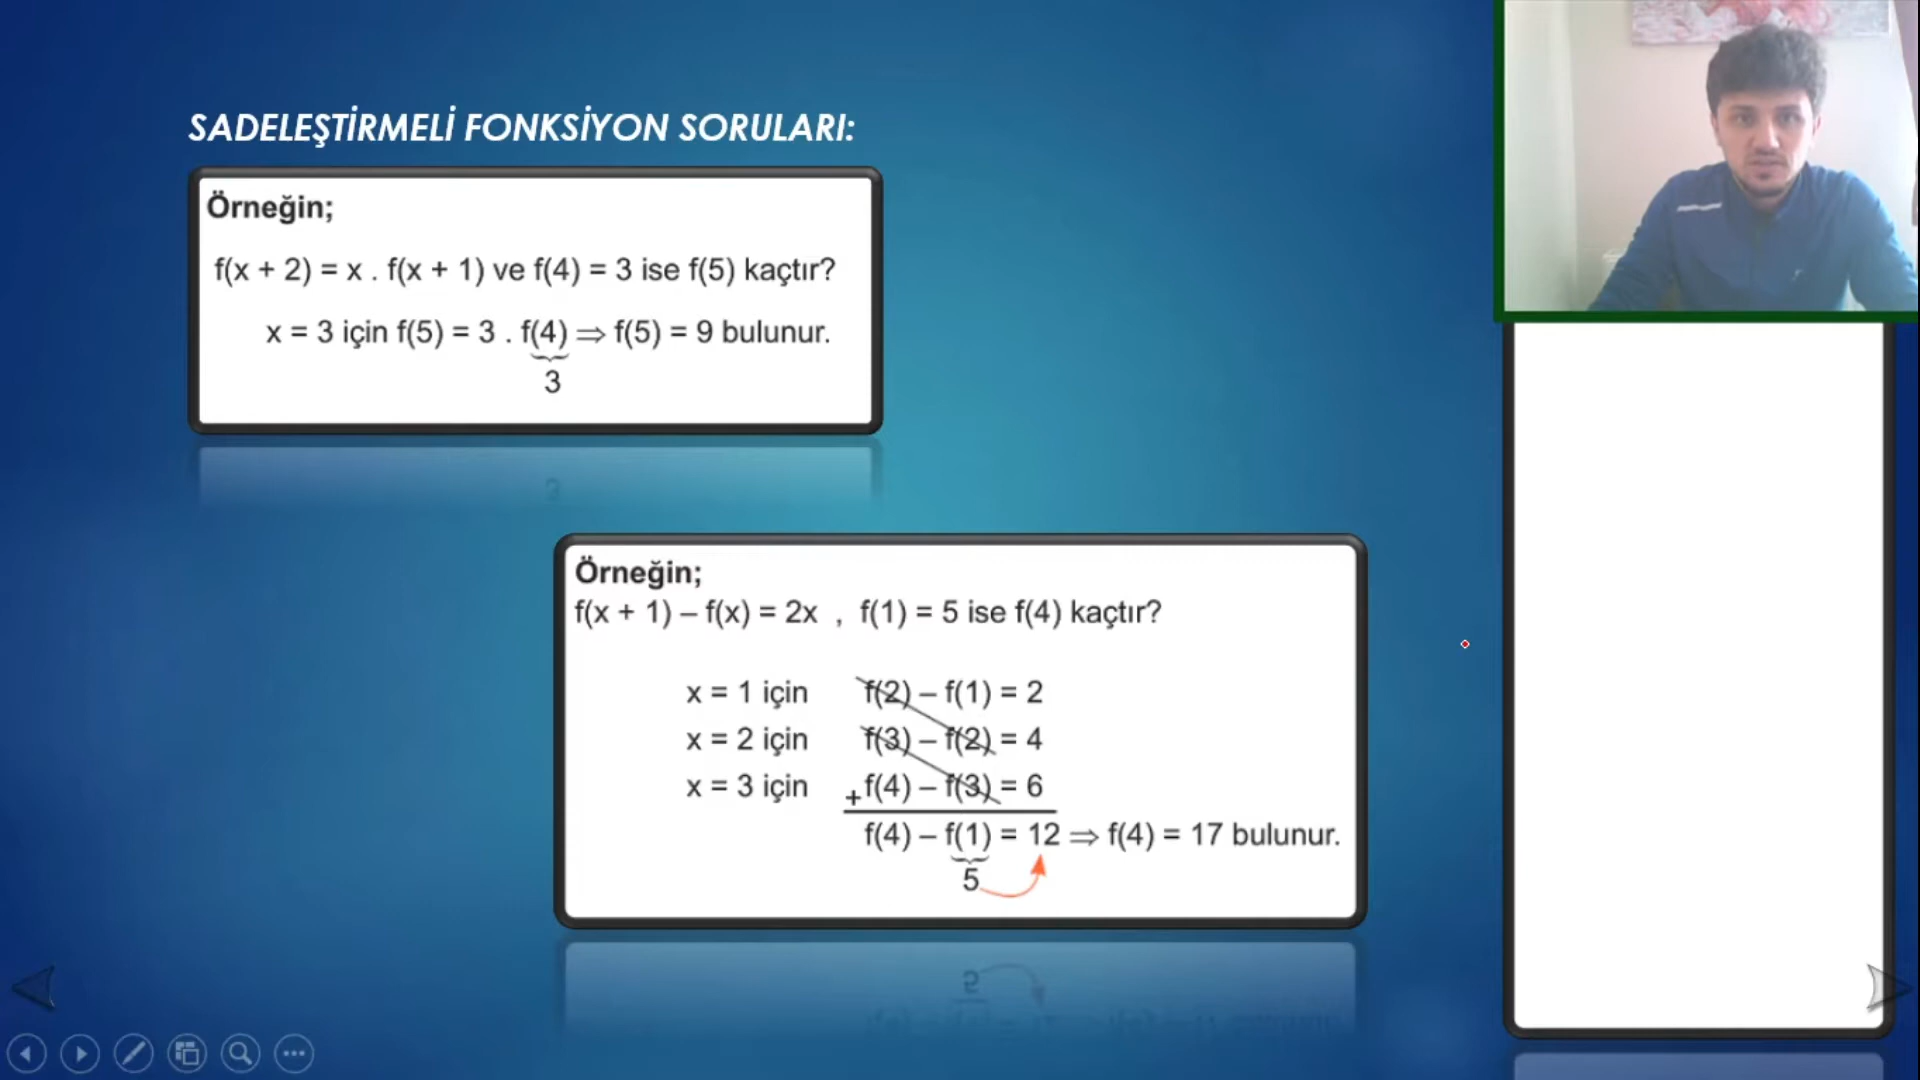 SADELEŞTİRMELİ FONKSİYON SORULARI:
Örneğin;
f(x + 2) = x . f(x + 1) ve f(4) = 3 ise f(5) kaçtır?
x = 3 için f(5) = 3 . f(4) ⇒ f(5) = 9 bulunur.
3
Örneğin;
f(x + 1) – f(x) = 2x , f(1) = 5 ise f(4) kaçtır?
x = 1 için f(2) – f(1) = 2
x = 2 için f(3) – f(2) = 4
x = 3 için + f(4) – f(3) = 6
f(4) – f(1) = 12 ⇒ f(4) = 17 bulunur.
5